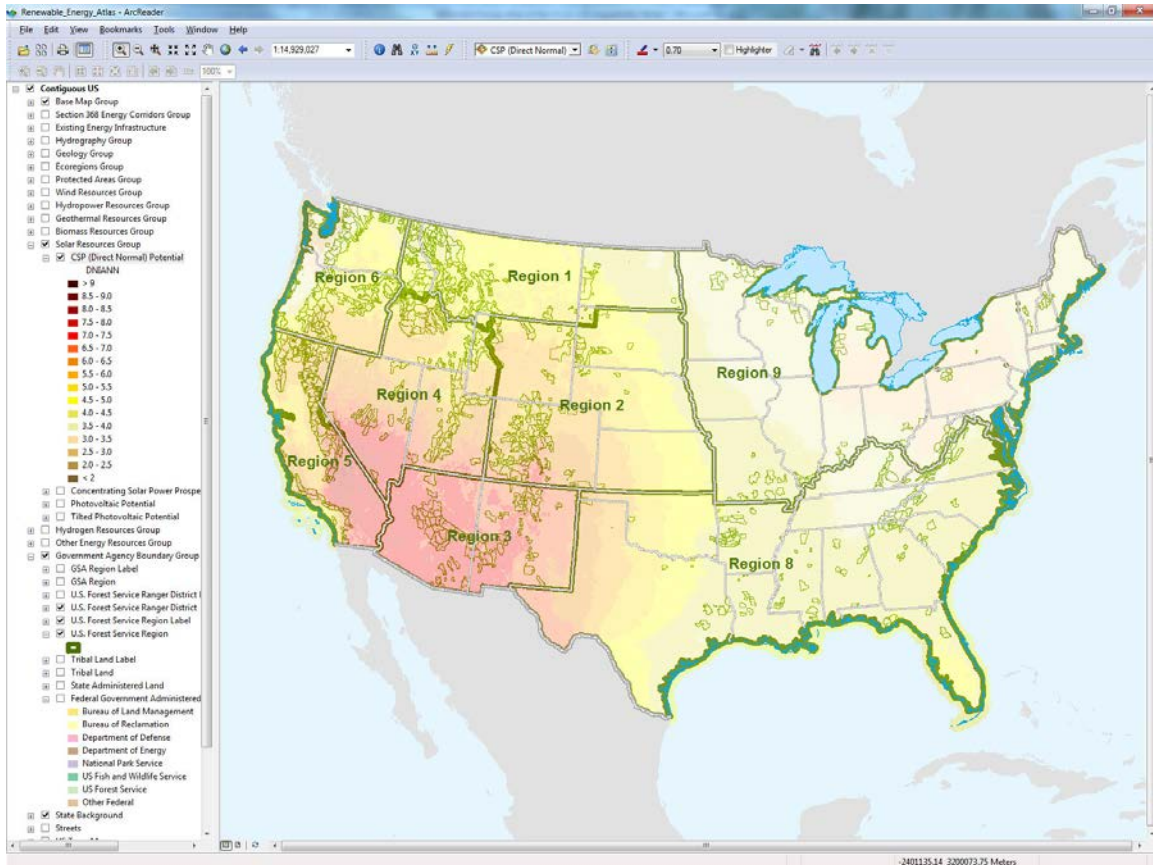 Renewable_Energy_Atlas - ArcReader
File Edit View Bookmarks Tools Window Help
1:14,929,027 CSP (Direct Normal) 0.70 Highlighter
100%
Contiguous US
Base Map Group
Section 368 Energy Corridors Group
Existing Energy Infrastructure
Hydrography Group
Geology Group
Ecoregions Group
Protected Areas Group
Wind Resources Group
Hydropower Resources Group
Geothermal Resources Group
Biomass Resources Group
Solar Resources Group
CSP (Direct Normal) Potential
DNIANN
> 9
8.5 - 9.0
8.0 - 8.5
7.5 - 8.0
7.0 - 7.5
6.5 - 7.0
6.0 - 6.5
5.5 - 6.0
5.0 - 5.5
4.5 - 5.0
4.0 - 4.5
3.5 - 4.0
3.0 - 3.5
2.5 - 3.0
2.0 - 2.5
< 2
Concentrating Solar Power Prospe
Photovoltaic Potential
Tilted Photovoltaic Potential
Hydrogen Resources Group
Other Energy Resources Group
Government Agency Boundary Group
GSA Region Label
GSA Region
U.S. Forest Service Ranger District l
U.S. Forest Service Ranger District
U.S. Forest Service Region Label
U.S. Forest Service Region
Tribal Land Label
Tribal Land
State Administered Land
Federal Government Administered
Bureau of Land Management
Bureau of Reclamation
Department of Defense
Department of Energy
National Park Service
US Fish and Wildlife Service
US Forest Service
Other Federal
State Background
Streets
Region 6
Region 1
Region 9
Region 4
Region 2
Region 5
Region 3
Region 8
-2401135.14 3200073.75 Meters